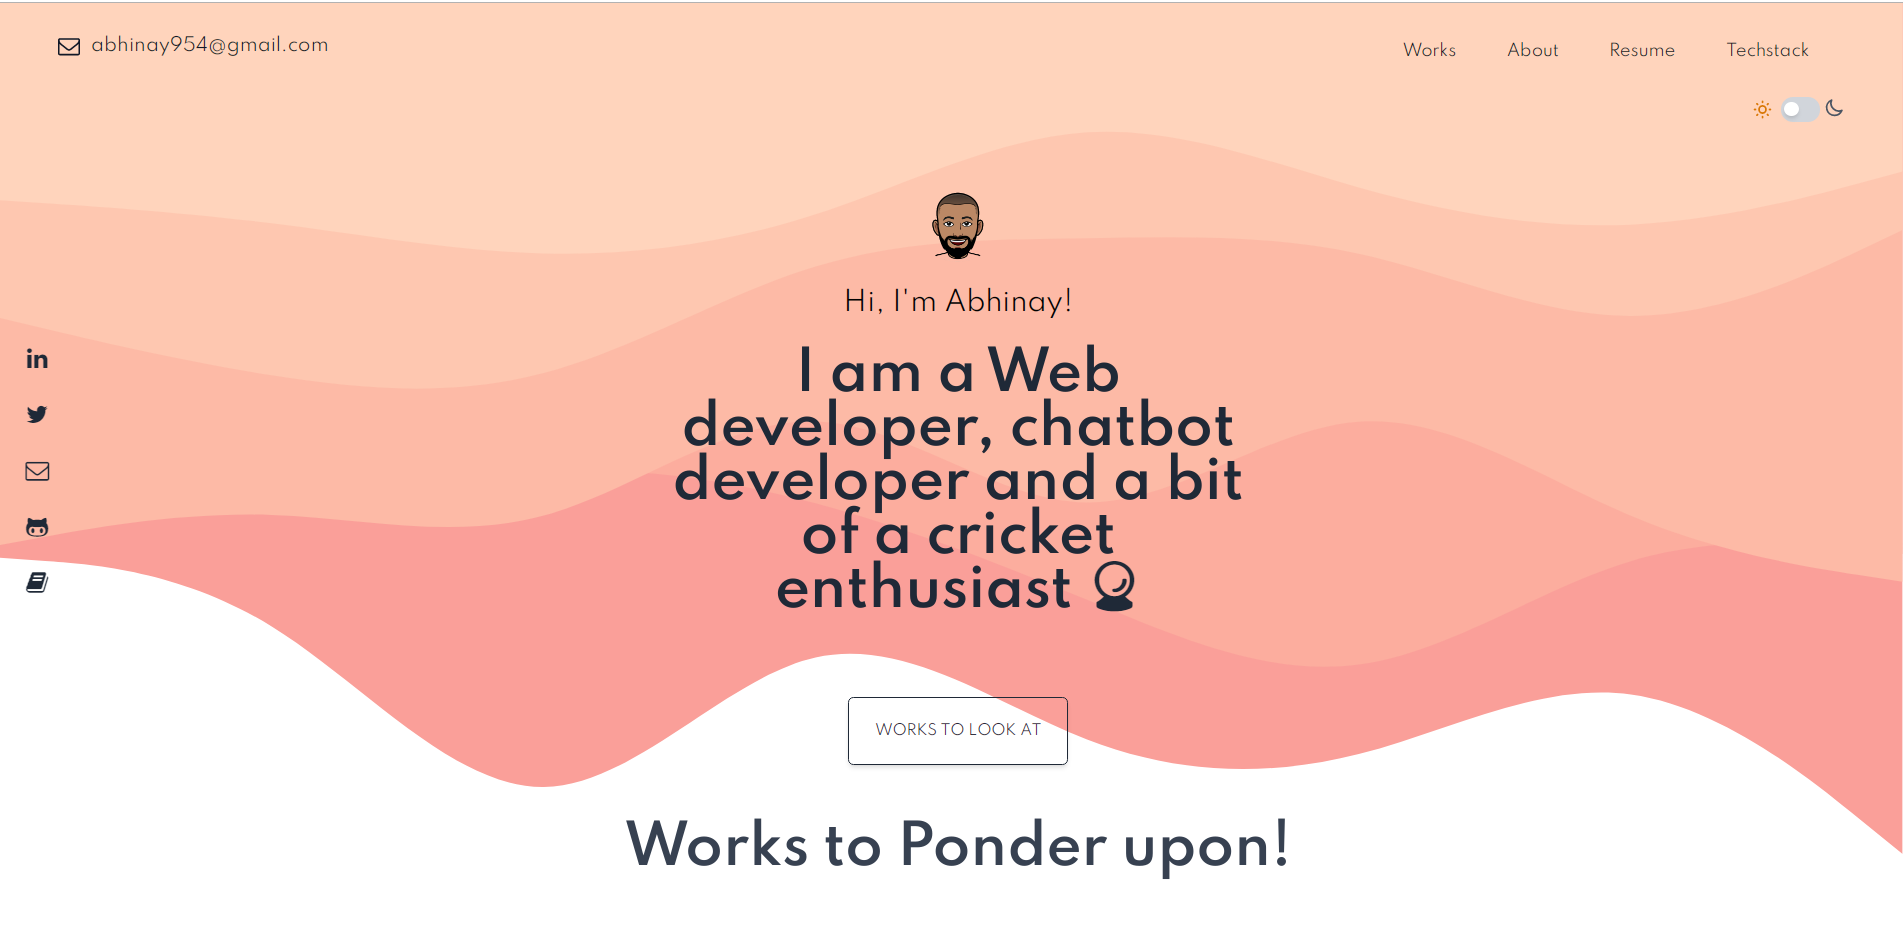 abhinay954@gmail.com
Works About Resume Techstack
Hi, I'm Abhinay!
I am a Web
developer, chatbot
developer and a bit
of a cricket
enthusiast
WORKS TO LOOK AT
Works to Ponder upon!